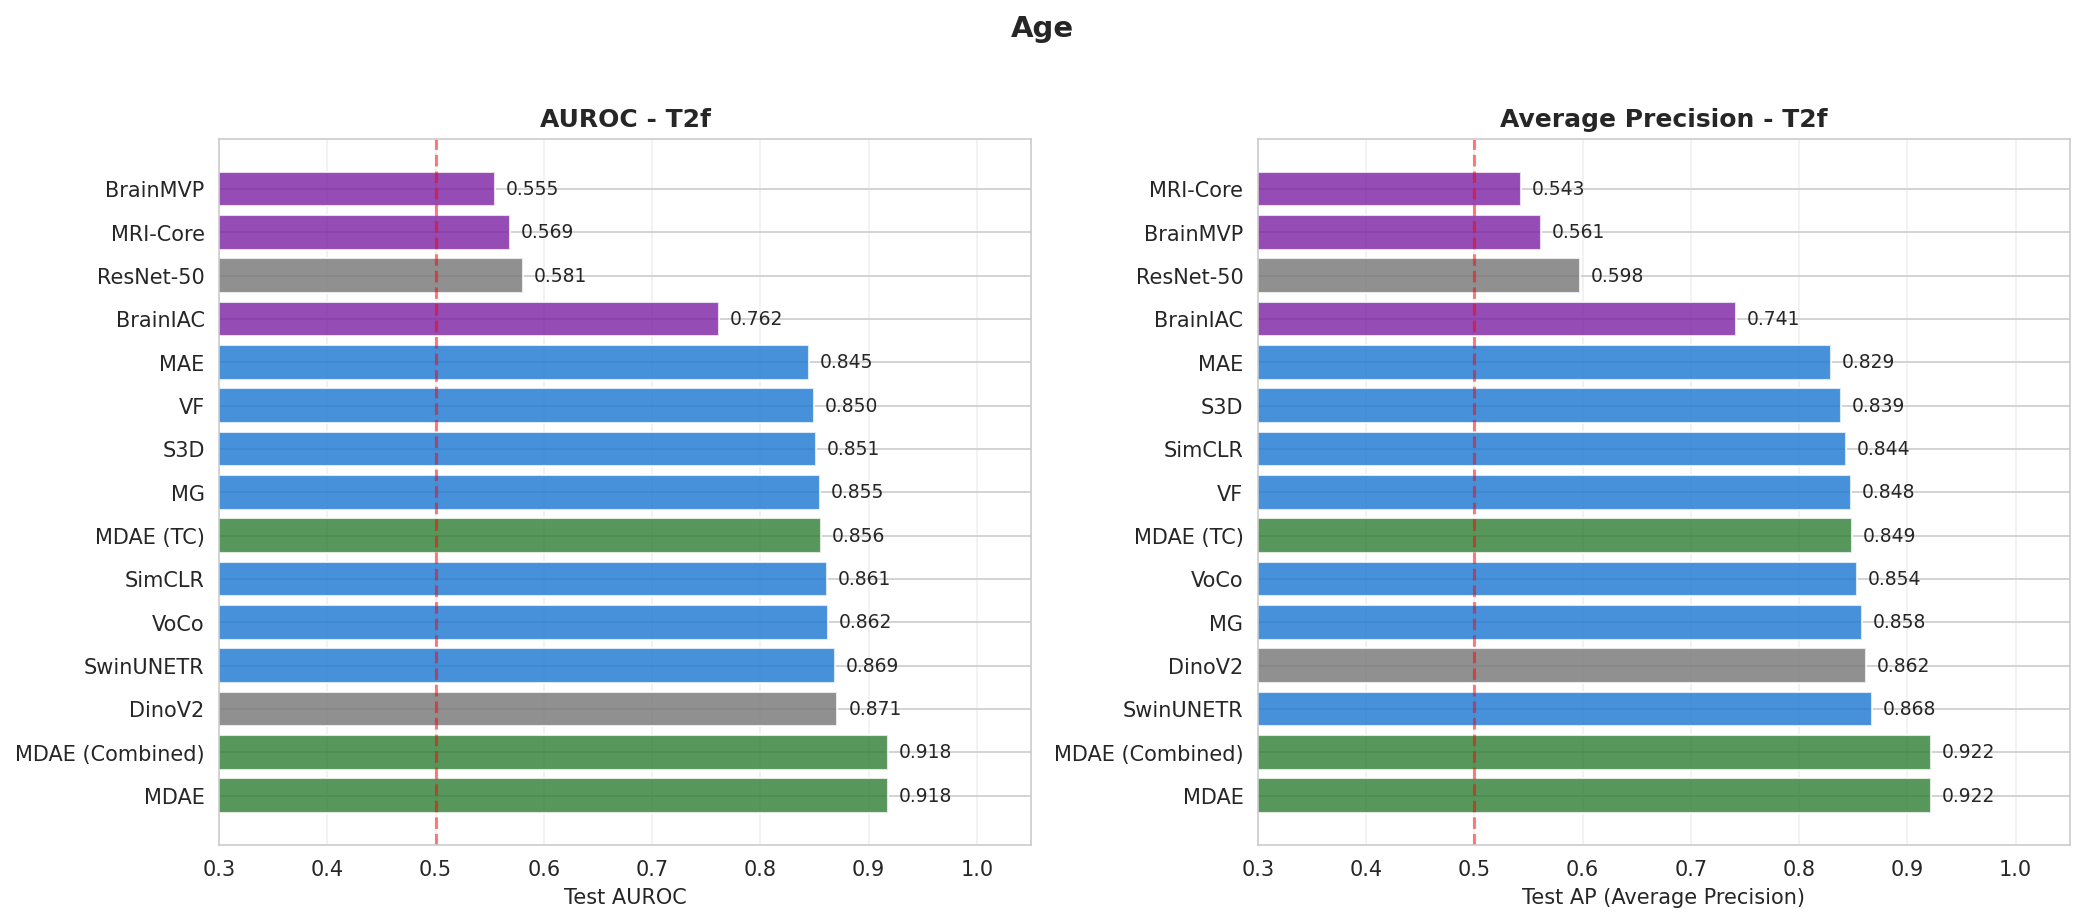 Age
AUROC - T2f
BrainMVP 0.555
MRI-Core 0.569
ResNet-50 0.581
BrainIAC 0.762
MAE 0.845
VF 0.850
S3D 0.851
MG 0.855
MDAE (TC) 0.856
SimCLR 0.861
VoCo 0.862
SwinUNETR 0.869
DinoV2 0.871
MDAE (Combined) 0.918
MDAE 0.918
0.3 0.4 0.5 0.6 0.7 0.8 0.9 1.0
Test AUROC
Average Precision - T2f
MRI-Core 0.543
BrainMVP 0.561
ResNet-50 0.598
BrainIAC 0.741
MAE 0.829
S3D 0.839
SimCLR 0.844
VF 0.848
MDAE (TC) 0.849
VoCo 0.854
MG 0.858
DinoV2 0.862
SwinUNETR 0.868
MDAE (Combined) 0.922
MDAE 0.922
0.3 0.4 0.5 0.6 0.7 0.8 0.9 1.0
Test AP (Average Precision)